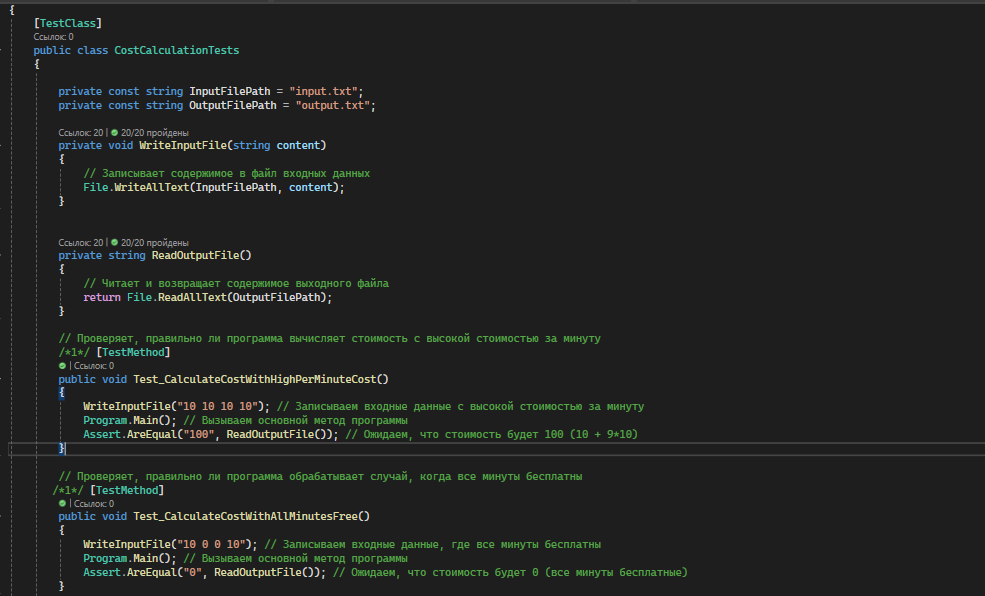 {
[TestClass]
Ссылок: 0
public class CostCalculationTests
{
private const string InputFilePath = "input.txt";
private const string OutputFilePath = "output.txt";
Ссылок: 20 | 20/20 пройдены
private void WriteInputFile(string content)
{
// Записывает содержимое в файл входных данных
File.WriteAllText(InputFilePath, content);
}
Ссылок: 20 | 20/20 пройдены
private string ReadOutputFile()
{
// Читает и возвращает содержимое выходного файла
return File.ReadAllText(OutputFilePath);
}
// Проверяет, правильно ли программа вычисляет стоимость с высокой стоимостью за минуту
/*1*/ [TestMethod]
| Ссылок: 0
public void Test_CalculateCostWithHighPerMinuteCost()
{
WriteInputFile("10 10 10 10"); // Записываем входные данные с высокой стоимостью за минуту
Program.Main(); // Вызываем основной метод программы
Assert.AreEqual("100", ReadOutputFile()); // Ожидаем, что стоимость будет 100 (10 + 9*10)
}
// Проверяет, правильно ли программа обрабатывает случай, когда все минуты бесплатны
/*1*/ [TestMethod]
| Ссылок: 0
public void Test_CalculateCostWithAllMinutesFree()
{
WriteInputFile("10 0 0 10"); // Записываем входные данные, где все минуты бесплатны
Program.Main(); // Вызываем основной метод программы
Assert.AreEqual("0", ReadOutputFile()); // Ожидаем, что стоимость будет 0 (все минуты бесплатные)
}